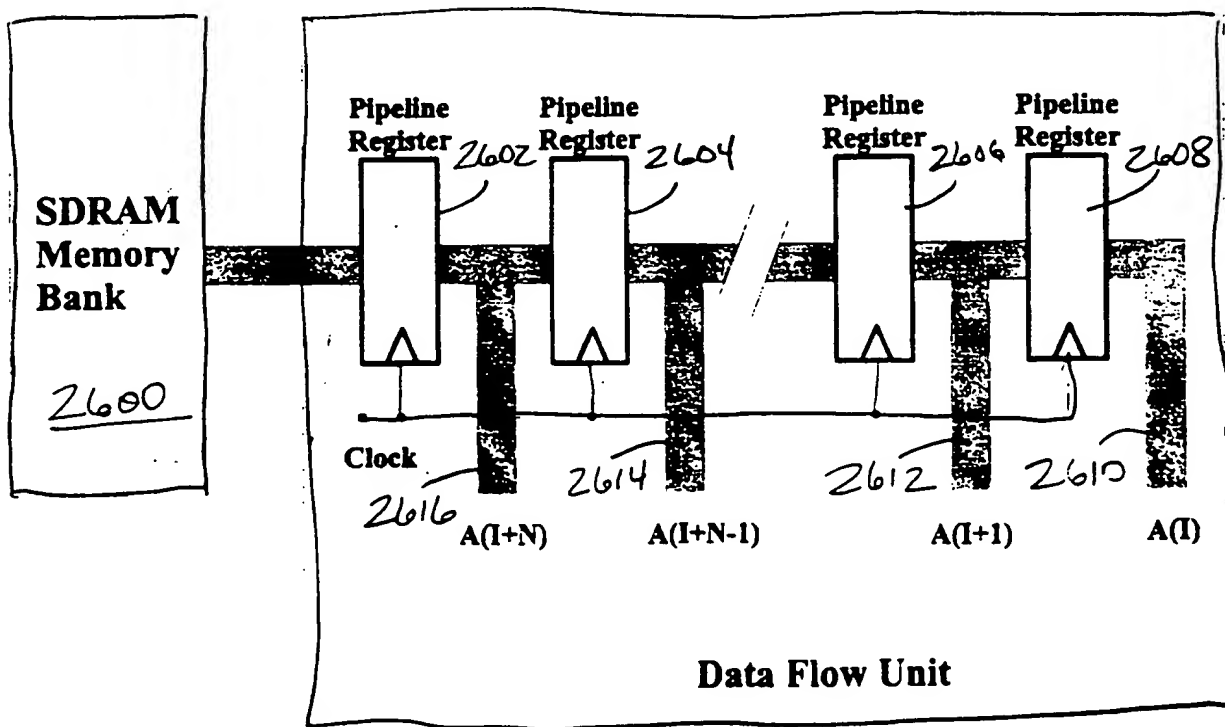 Pipeline Register
Pipeline Register
Pipeline Register
Pipeline Register
2602
2604
2606
2608
SDRAM
Memory
Bank
2600
Clock
2616
2614
2612
2610
A(I+N)
A(I+N-1)
A(I+1)
A(I)
Data Flow Unit